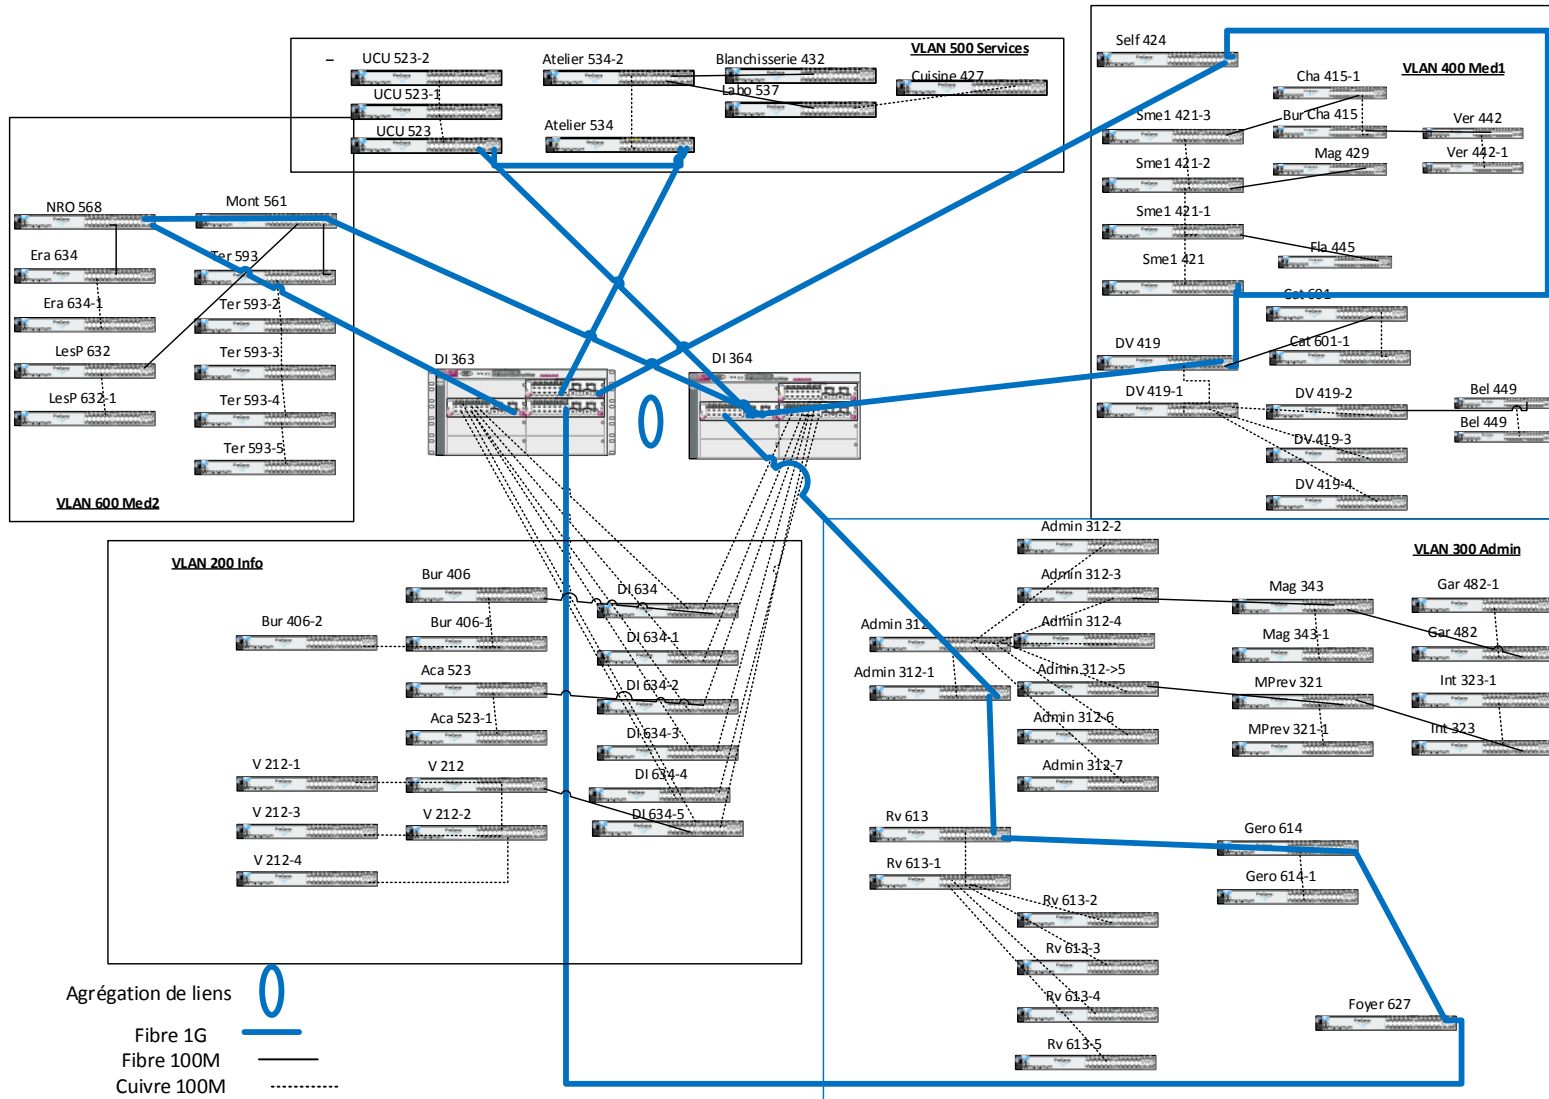 VLAN 500 Services
UCU 523-2
Atelier 534-2
Blanchisserie 432
Cuisine 427
UCU 523-1
Labo 537
UCU 523
Atelier 534
VLAN 400 Med1
Self 424
Cha 415-1
Sme1 421-3
Bur Cha 415
Ver 442
Sme1 421-2
Mag 429
Ver 442-1
Sme1 421-1
Fla 445
Sme1 421
Cat 601
DV 419
Cat 601-1
DV 419-1
DV 419-2
Bel 449
Bel 449
DV 419-3
DV 419-4
NRO 568
Mont 561
Era 634
Ter 593
Era 634-1
Ter 593-2
LesP 632
Ter 593-3
LesP 632-1
Ter 593-4
Ter 593-5
VLAN 600 Med2
DI 363
DI 364
VLAN 200 Info
Bur 406
DI 634
Bur 406-2
Bur 406-1
DI 634-1
Aca 523
DI 634-2
Aca 523-1
DI 634-3
V 212-1
V 212
DI 634-4
V 212-3
V 212-2
DI 634-5
V 212-4
VLAN 300 Admin
Admin 312-2
Admin 312-3
Mag 343
Gar 482-1
Admin 312
Admin 312-4
Mag 343-1
Gar 482
Admin 312-1
Admin 312->5
MPrev 321
Int 323-1
Admin 312-6
MPrev 321-1
Int 323
Admin 312-7
Rv 613
Gero 614
Rv 613-1
Gero 614-1
Rv 613-2
Rv 613-3
Rv 613-4
Foyer 627
Rv 613-5
Agrégation de liens
Fibre 1G
Fibre 100M
Cuivre 100M